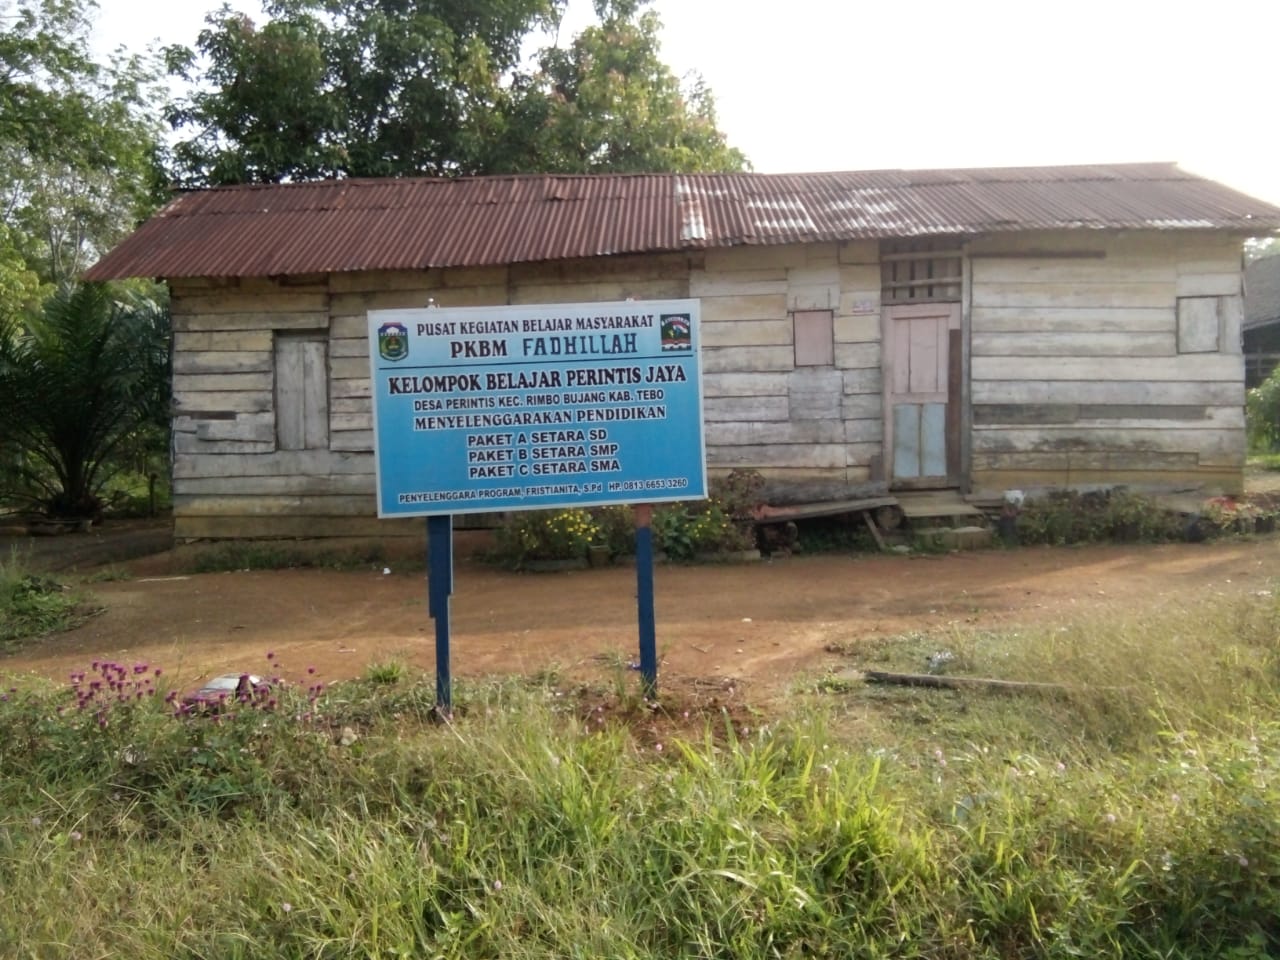 PUSAT KEGIATAN BELAJAR MASYARAKAT
PKBM FADHILLAH
KELOMPOK BELAJAR PERINTIS JAYA
DESA PERINTIS KEC. RIMBO BUJANG KAB. TEBO
MENYELENGGARAKAN PENDIDIKAN
PAKET A SETARA SD
PAKET B SETARA SMP
PAKET C SETARA SMA
PENYELENGGARA PROGRAM, FRISTIANITA, S.Pd HP. 0813 6653 3260